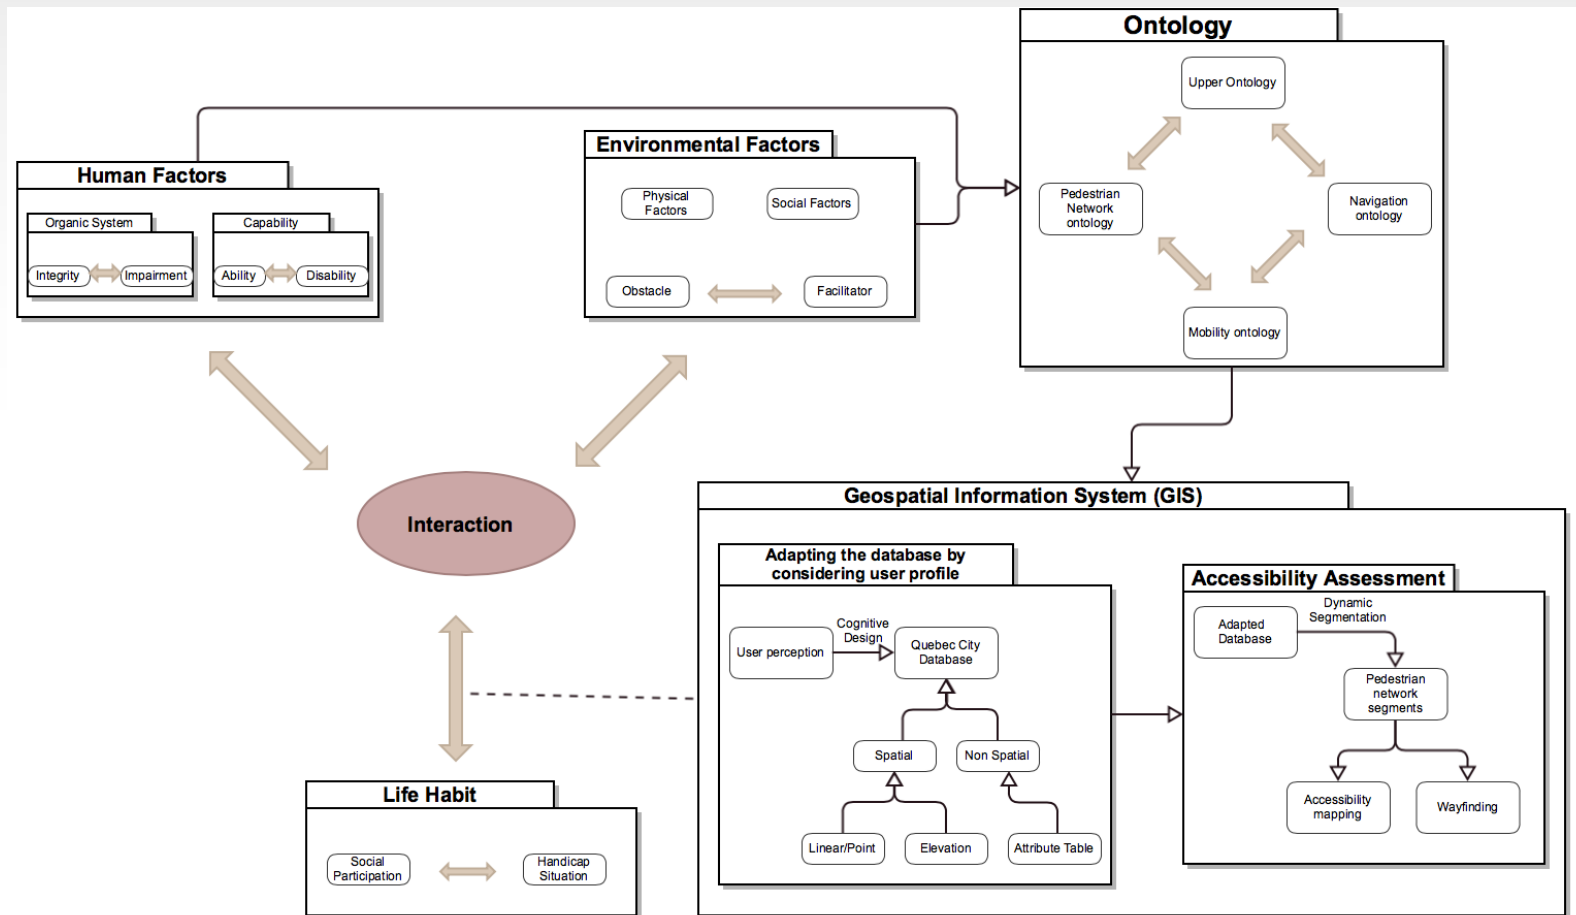 Ontology
Upper Ontology
Pedestrian
Network
ontology
Navigation
ontology
Mobility ontology
Environmental Factors
Physical
Factors
Social Factors
Obstacle
Facilitator
Human Factors
Organic System
Capability
Integrity
Impairment
Ability
Disability
Interaction
Geospatial Information System (GIS)
Adapting the database by
considering user profile
User perception
Cognitive
Design
Quebec City
Database
Spatial
Non Spatial
Linear/Point
Elevation
Attribute Table
Accessibility Assessment
Adapted
Database
Dynamic
Segmentation
Pedestrian
network
segments
Accessibility
mapping
Wayfinding
Life Habit
Social
Participation
Handicap
Situation